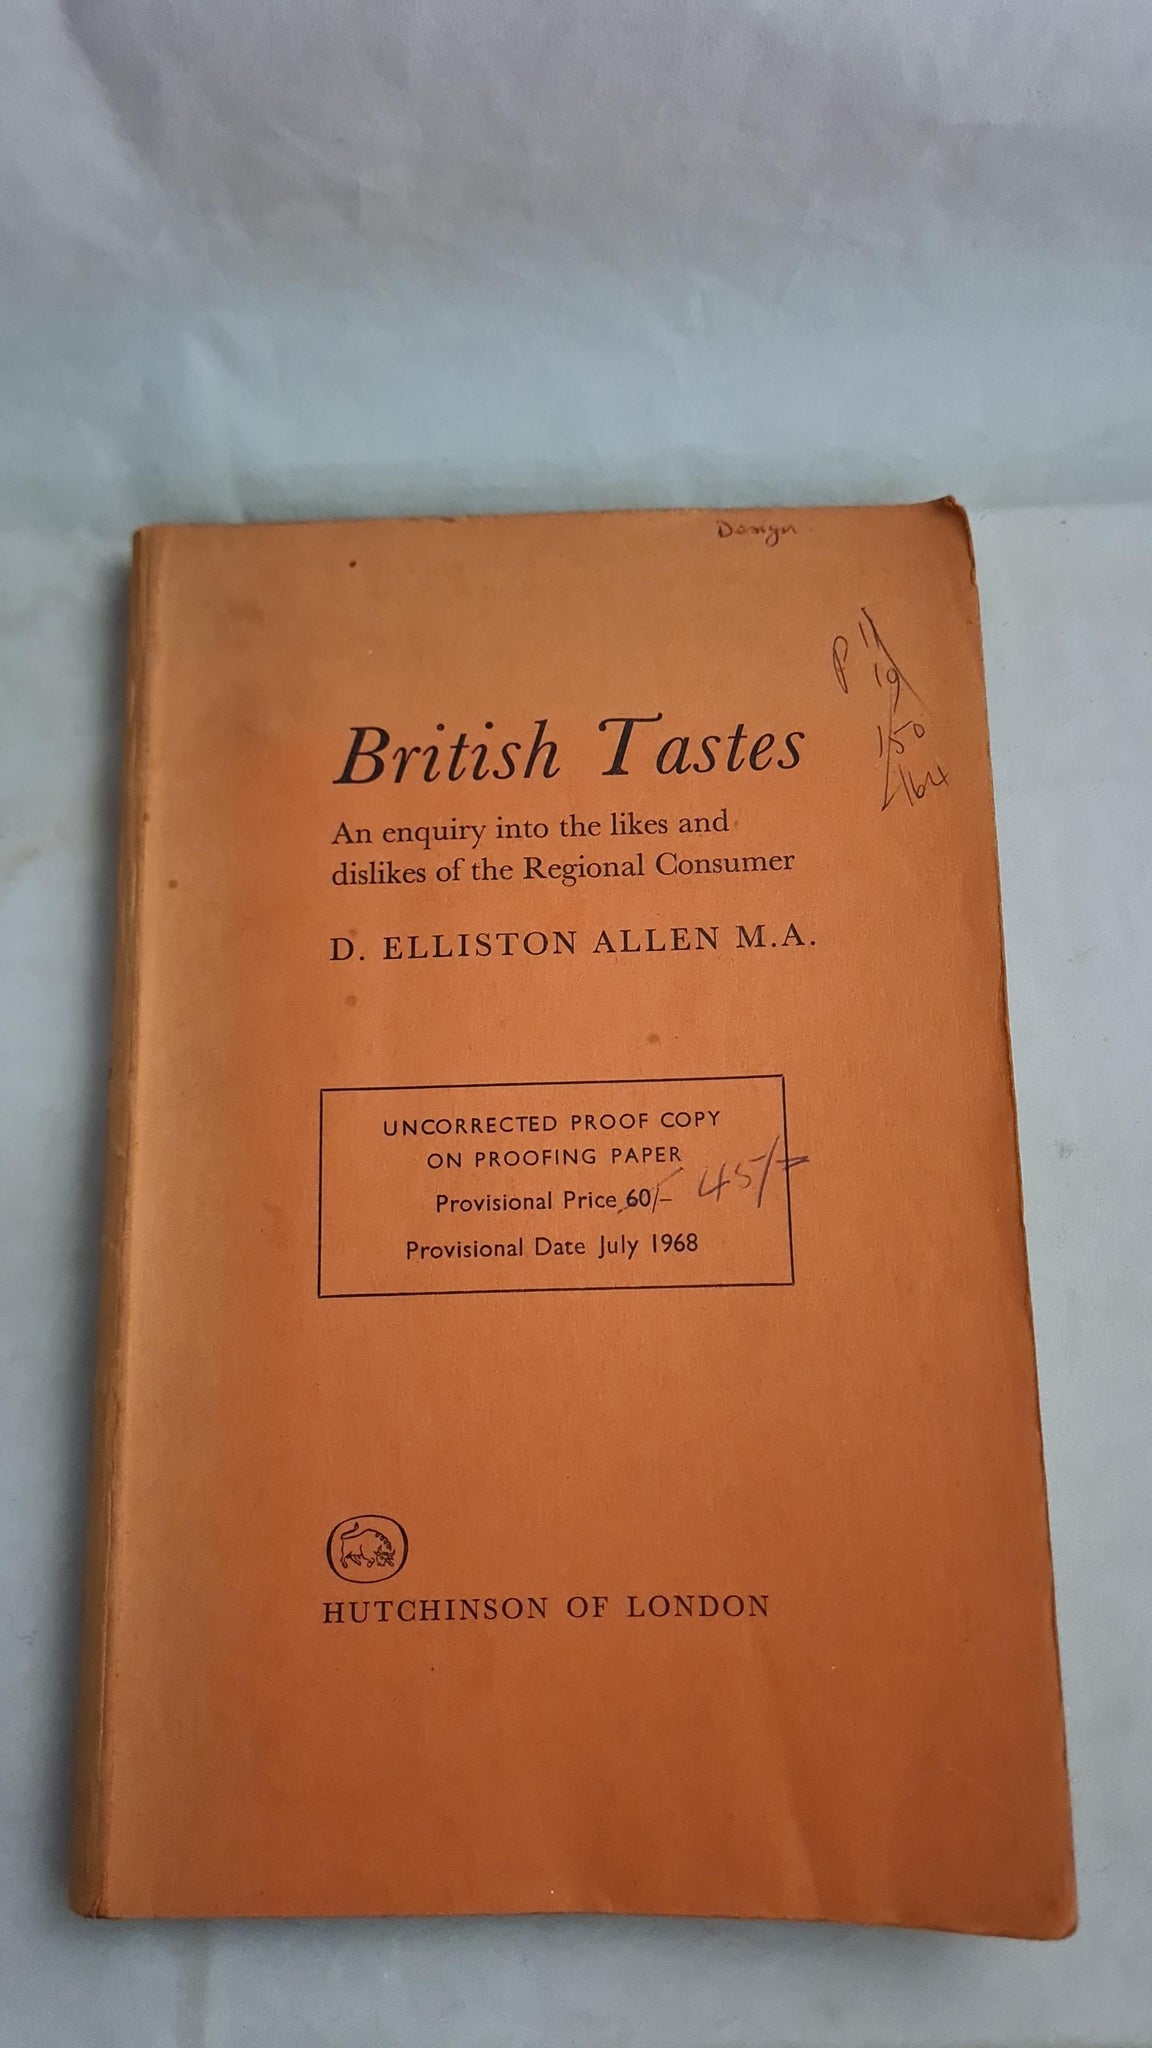 Design
P 11
19
150
164
British Tastes
An enquiry into the likes and
dislikes of the Regional Consumer
D. ELLISTON ALLEN M.A.
UNCORRECTED PROOF COPY
ON PROOFING PAPER
Provisional Price 60/– 45/–
Provisional Date July 1968
HUTCHINSON OF LONDON